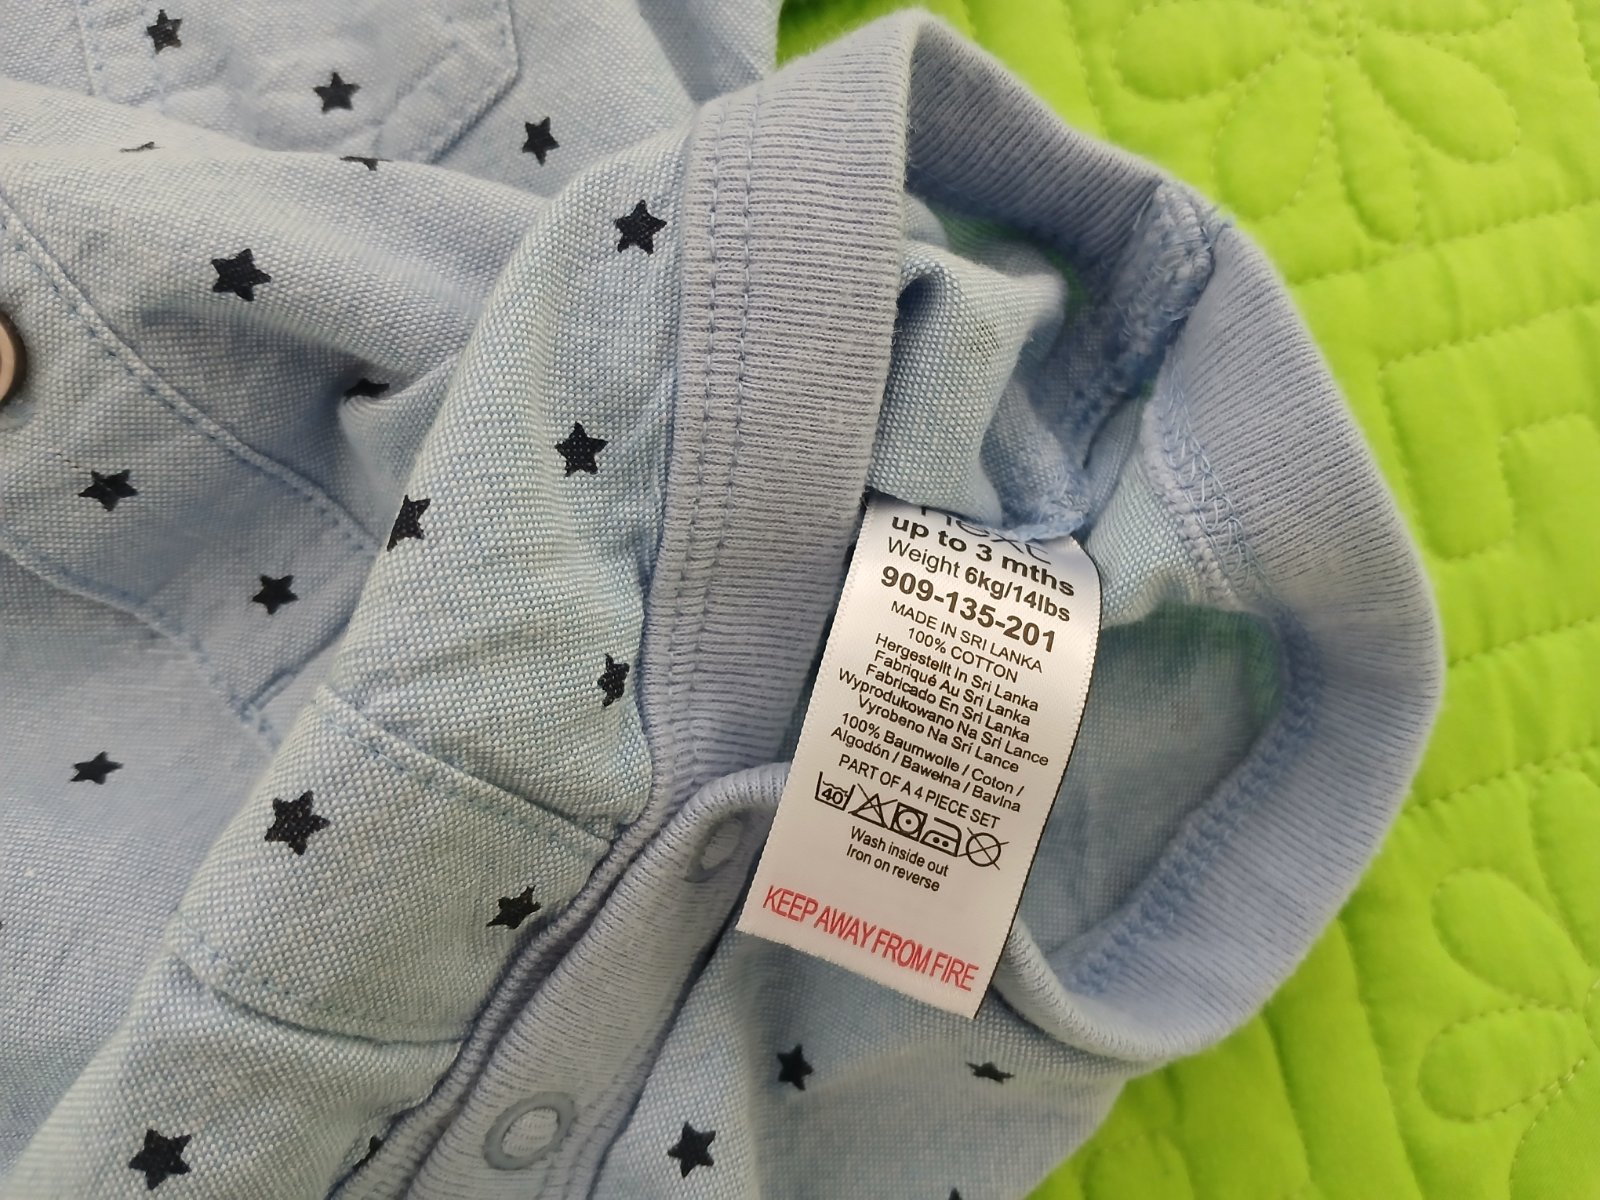 next
up to 3 mths
Weight 6kg/14lbs
909-135-201
MADE IN SRI LANKA
100% COTTON
Hergestellt In Sri Lanka
Fabriqué Au Sri Lanka
Fabricado En Sri Lanka
Wyprodukowano Na Sri Lance
Vyrobeno Na Srí Lance
100% Baumwolle / Coton /
Algodón / Bawełna / Bavlna
PART OF A 4 PIECE SET
40
Wash inside out
Iron on reverse
KEEP AWAY FROM FIRE